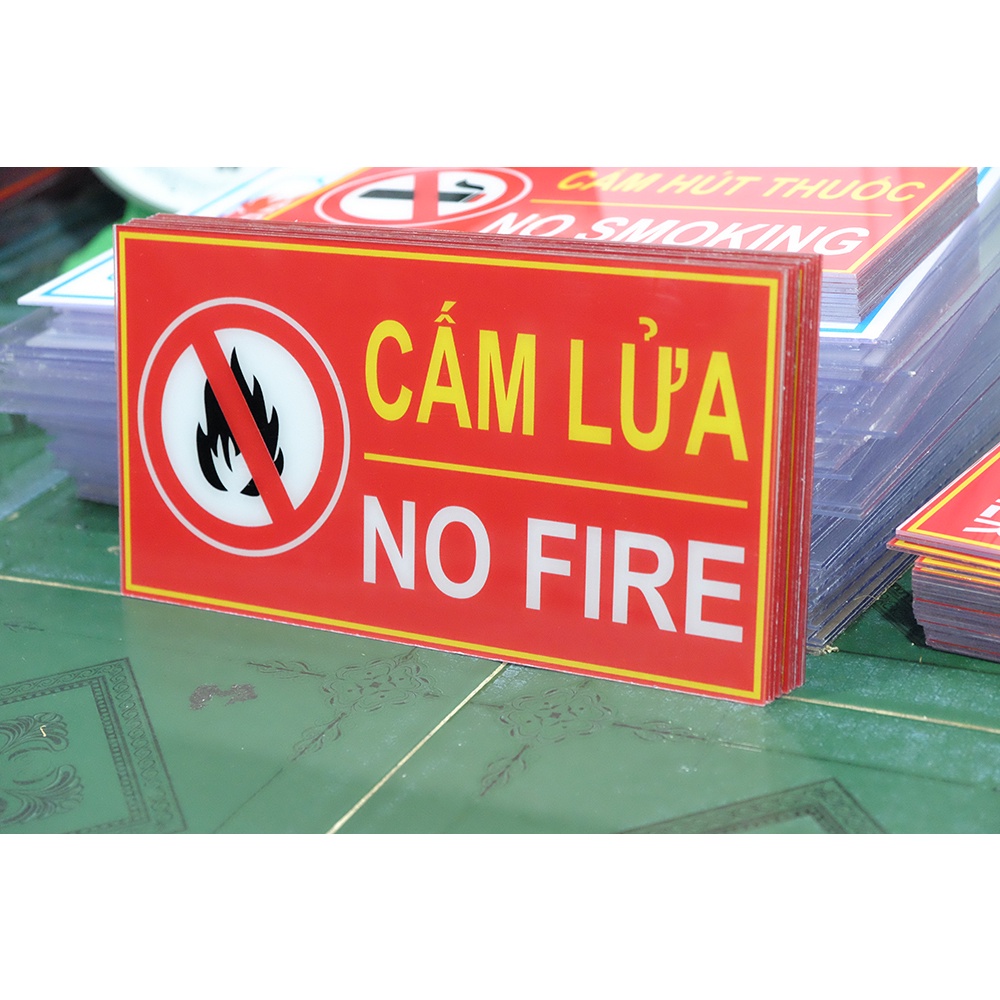 CẤM HÚT THUỐC
NO SMOKING
CẤM LỬA
NO FIRE